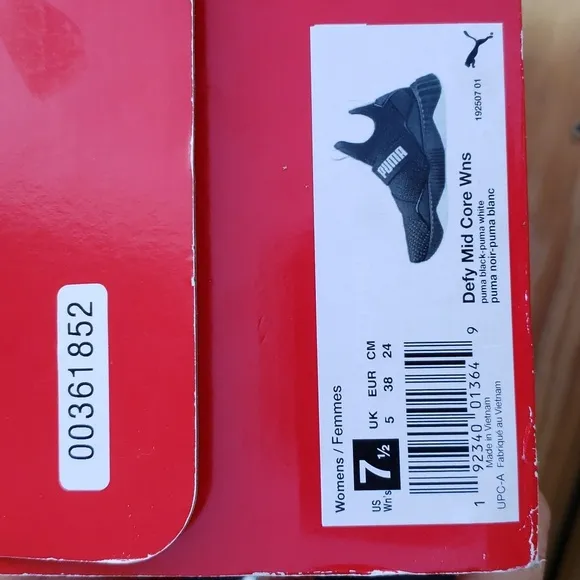 00361852
Womens / Femmes
US UK EUR CM
Wn's 7 1/2 5 38 24
1 92340 01364 9
Made in Vietnam
UPC-A Fabriqué au Vietnam
PUMA
Defy Mid Core Wns
puma black-puma white
puma noir-puma blanc
192507 01